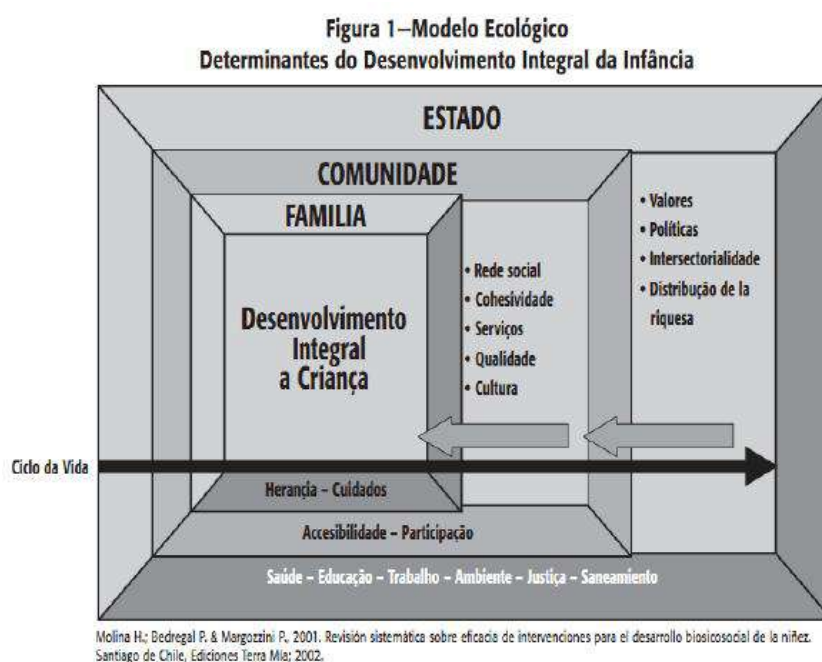 Figura 1—Modelo Ecológico
Determinantes do Desenvolvimento Integral da Infância
ESTADO
COMUNIDADE
FAMILIA
Desenvolvimento
Integral
a Criança
• Rede social
• Cohesividade
• Serviços
• Qualidade
• Cultura
• Valores
• Políticas
• Intersectorialidade
• Distribução de la
ríquesa
Ciclo da Vida
Herançia – Cuidados
Accesibilidade – Participação
Saúde – Educação – Trabalho – Ambiente – Justiça – Saneamiento
Molina H.; Bedregal P. & Margozzini P., 2001. Revisión sistemática sobre eficacia de intervenciones para el desarrollo biosicosocial de la niñez.
Santiago de Chile, Ediciones Terra Mía; 2002.